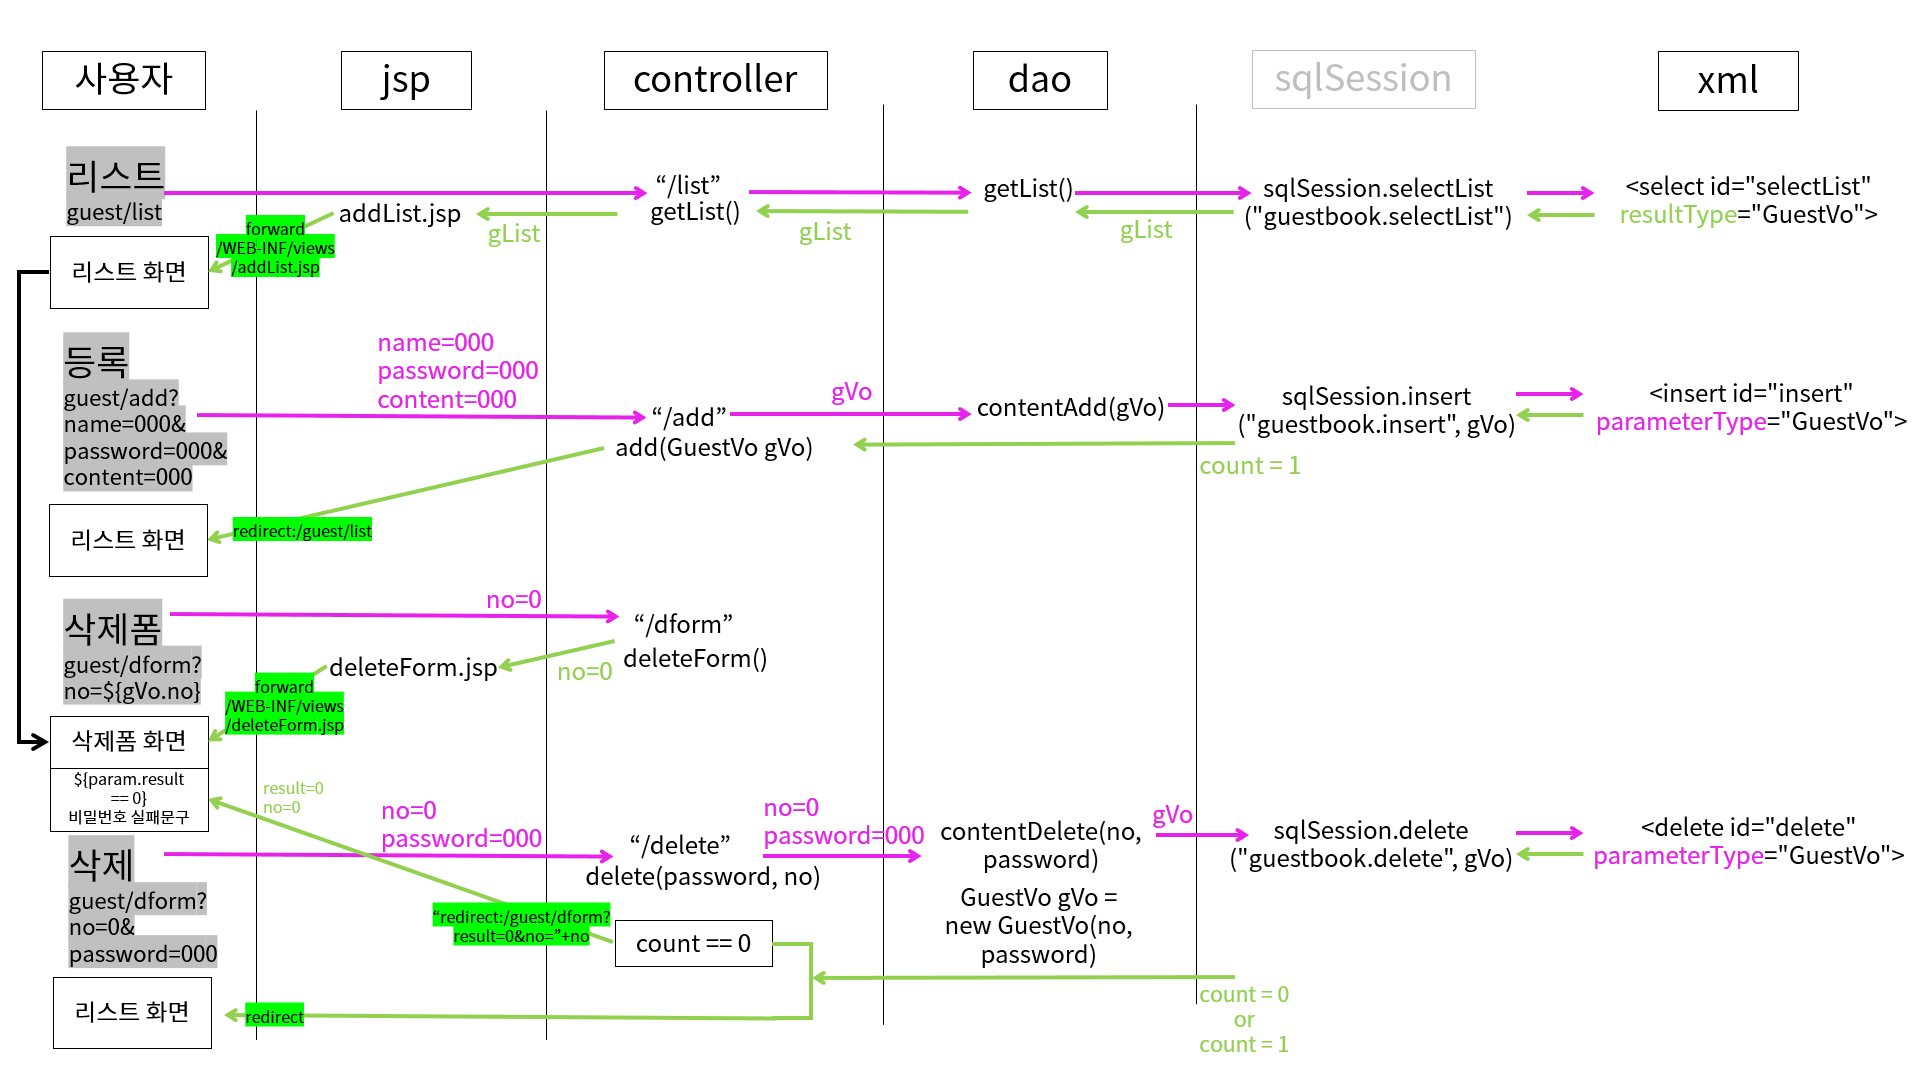 사용자
jsp
controller
dao
sqlSession
xml
리스트
guest/list
forward
/WEB-INF/views
/addList.jsp
addList.jsp
gList
“/list”
getList()
gList
getList()
gList
sqlSession.selectList
("guestbook.selectList")
<select id="selectList"
resultType="GuestVo">
리스트 화면
등록
guest/add?
name=000&
password=000&
content=000
name=000
password=000
content=000
“/add”
add(GuestVo gVo)
gVo
contentAdd(gVo)
sqlSession.insert
("guestbook.insert", gVo)
<insert id="insert"
parameterType="GuestVo">
count = 1
redirect:/guest/list
리스트 화면
삭제폼
guest/dform?
no=${gVo.no}
no=0
“/dform”
deleteForm()
no=0
deleteForm.jsp
forward
/WEB-INF/views
/deleteForm.jsp
삭제폼 화면
${param.result
== 0}
비밀번호 실패문구
result=0
no=0
삭제
guest/dform?
no=0&
password=000
no=0
password=000
“/delete”
delete(password, no)
no=0
password=000
contentDelete(no,
password)
GuestVo gVo =
new GuestVo(no,
password)
gVo
sqlSession.delete
("guestbook.delete", gVo)
<delete id="delete"
parameterType="GuestVo">
“redirect:/guest/dform?
result=0&no=”+no
count == 0
count = 0
or
count = 1
redirect
리스트 화면